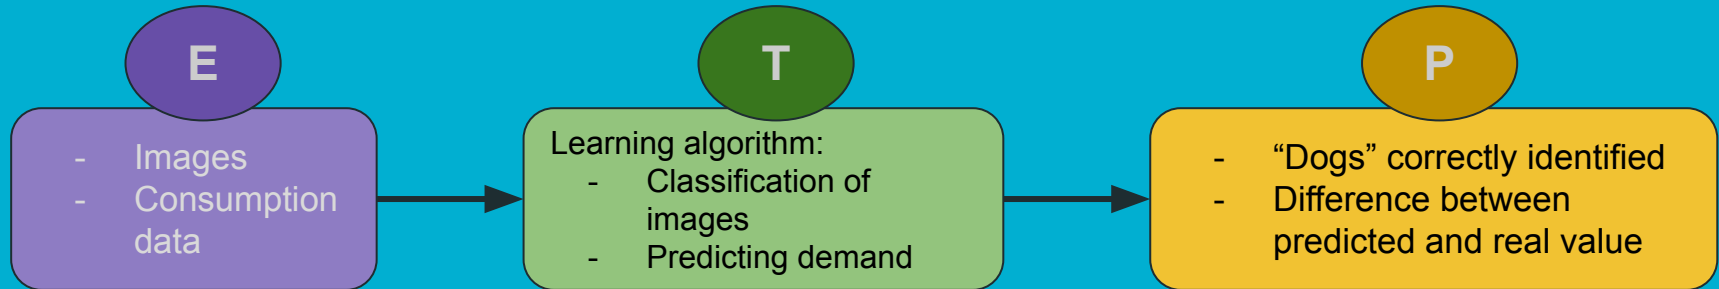 E
- Images
- Consumption
data
T
Learning algorithm:
- Classification of
images
- Predicting demand
P
- “Dogs” correctly identified
- Difference between
predicted and real value